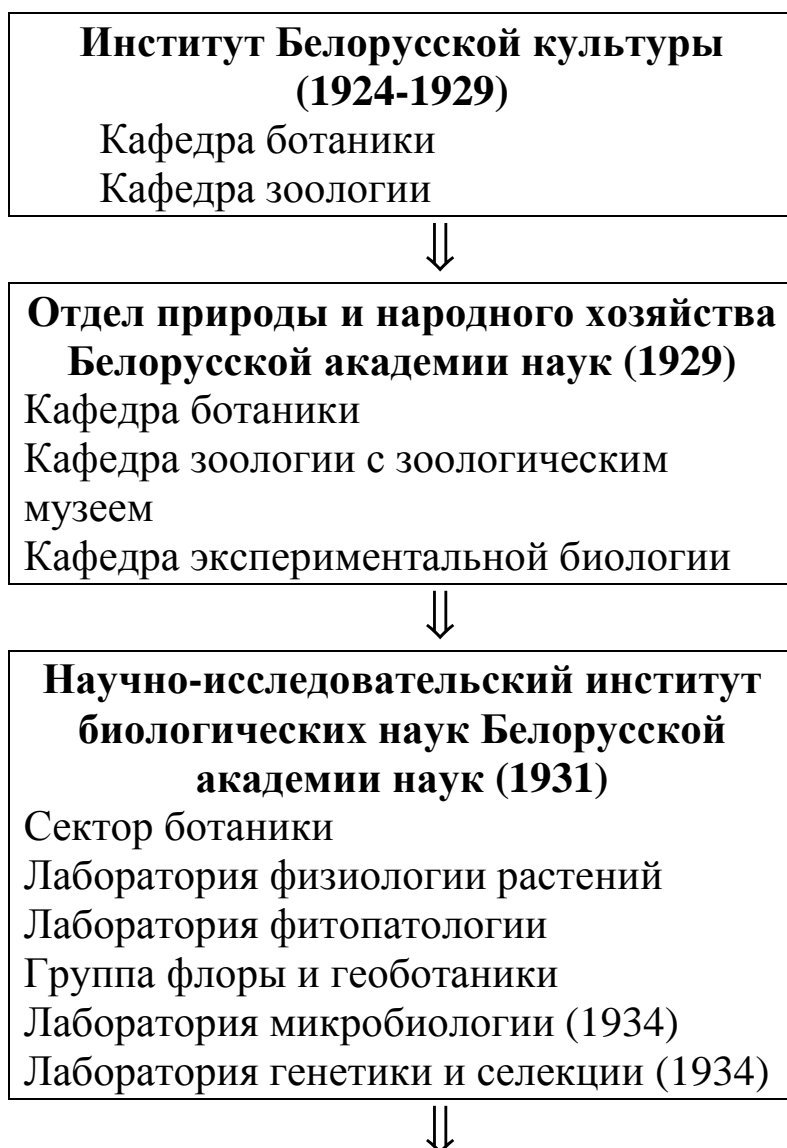 Институт Белорусской культуры
(1924-1929)
Кафедра ботаники
Кафедра зоологии
⇓
Отдел природы и народного хозяйства
Белорусской академии наук (1929)
Кафедра ботаники
Кафедра зоологии с зоологическим
музеем
Кафедра экспериментальной биологии
⇓
Научно-исследовательский институт
биологических наук Белорусской
академии наук (1931)
Сектор ботаники
Лаборатория физиологии растений
Лаборатория фитопатологии
Группа флоры и геоботаники
Лаборатория микробиологии (1934)
Лаборатория генетики и селекции (1934)
⇓